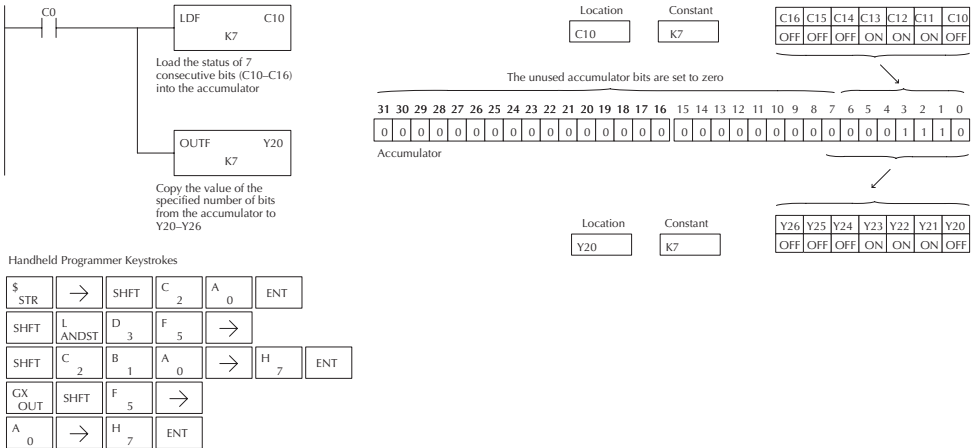 C0
LDF C10
K7
Load the status of 7
consecutive bits (C10–C16)
into the accumulator
OUTF Y20
K7
Copy the value of the
specified number of bits
from the accumulator to
Y20–Y26
Location Constant
C10 K7
C16 C15 C14 C13 C12 C11 C10
OFF OFF OFF ON ON ON OFF
The unused accumulator bits are set to zero
31 30 29 28 27 26 25 24 23 22 21 20 19 18 17 16 15 14 13 12 11 10 9 8 7 6 5 4 3 2 1 0
0 0 0 0 0 0 0 0 0 0 0 0 0 0 0 0 0 0 0 0 0 0 0 0 0 0 0 0 1 1 1 0
Accumulator
Location Constant
Y20 K7
Y26 Y25 Y24 Y23 Y22 Y21 Y20
OFF OFF OFF ON ON ON OFF
Handheld Programmer Keystrokes
$ STR → SHFT C 2 A 0 ENT
SHFT L ANDST D 3 F 5 →
SHFT C 2 B 1 A 0 → H 7 ENT
GX OUT SHFT F 5 →
A 0 → H 7 ENT